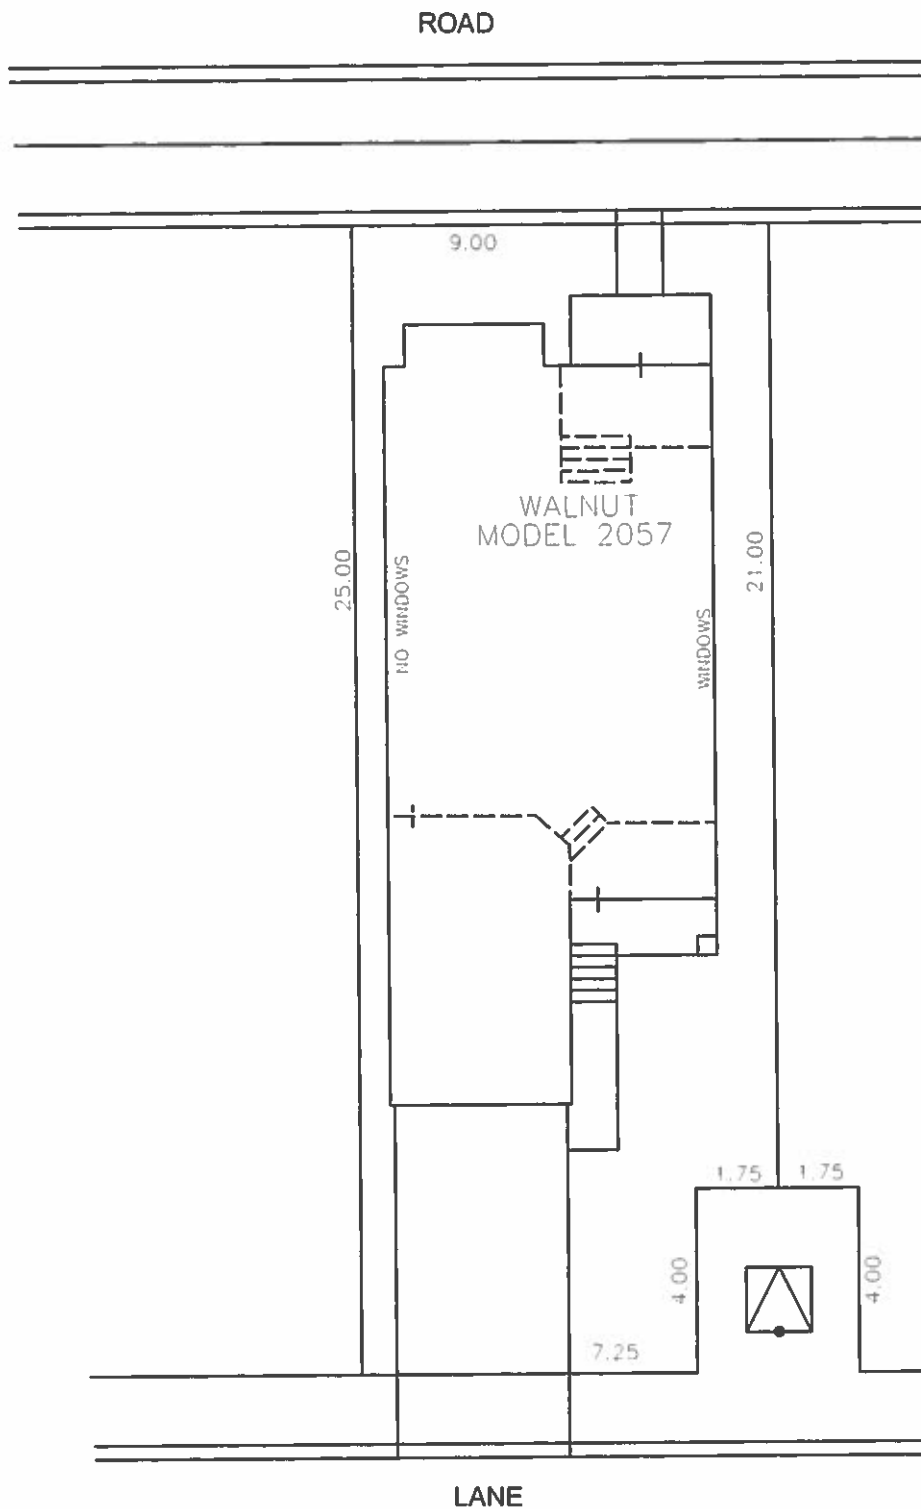 ROAD
9.00
WALNUT
MODEL 2057
25.00
NO WINDOWS
WINDOWS
21.00
1.75
1.75
4.00
4.00
7.25
LANE